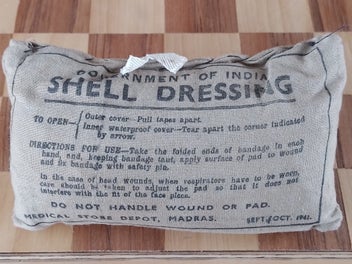 GOVERNMENT OF INDIA
SHELL DRESSING
TO OPEN— Outer cover—Pull tapes apart.
Inner waterproof cover—Tear apart the corner indicated
by arrow.
DIRECTIONS FOR USE—Take the folded ends of bandage in each
hand, and, keeping bandage taut, apply surface of pad to wound
and fix bandage with safety pin.
In the case of head wounds, when respirators have to be worn,
care should be taken to adjust the pad so that it does not
interfere with the fit of the face piece.
DO NOT HANDLE WOUND OR PAD.
MEDICAL STORE DEPOT, MADRAS. SEPT./OCT. 1941.